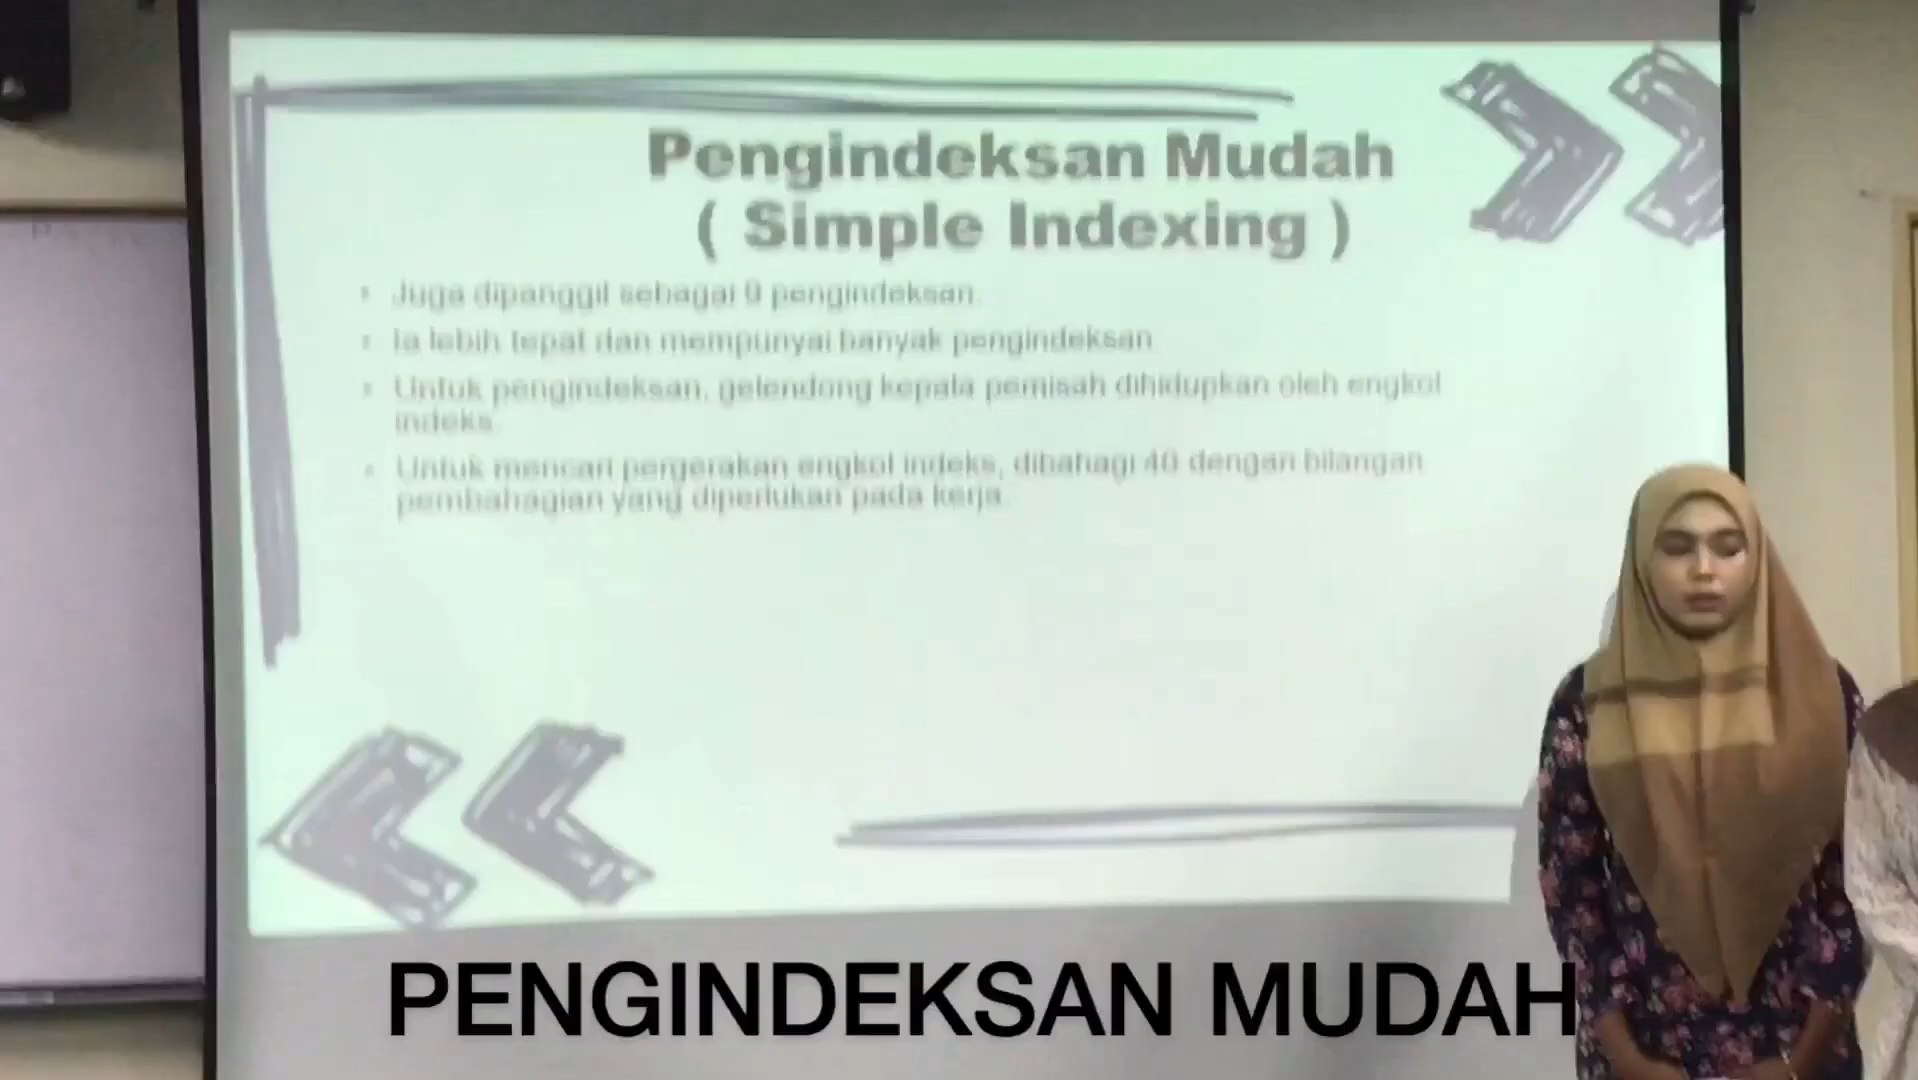 Pengindeksan Mudah
( Simple Indexing )
Juga dipanggil sebagai 9 pengindeksan.
Ia lebih tepat dan mempunyai banyak pengindeksan
Untuk pengindeksan, gelendong kepala pemisah dihidupkan oleh engkol
indeks.
Untuk mencari pergerakan engkol indeks, dibahagi 40 dengan bilangan
pembahagian yang diperlukan pada kerja.
PENGINDEKSAN MUDAH